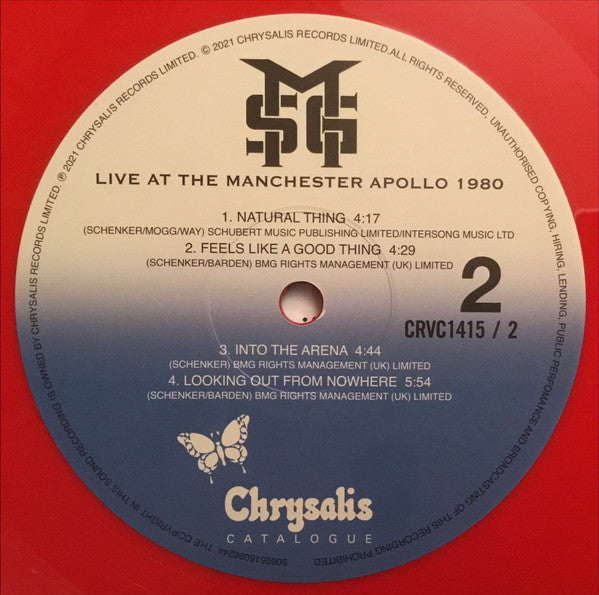 MSG
LIVE AT THE MANCHESTER APOLLO 1980
1. NATURAL THING 4:17
(SCHENKER/MOGG/WAY) SCHUBERT MUSIC PUBLISHING LIMITED/INTERSONG MUSIC LTD
2. FEELS LIKE A GOOD THING 4:29
(SCHENKER/BARDEN) BMG RIGHTS MANAGEMENT (UK) LIMITED
2
CRVC1415 / 2
3. INTO THE ARENA 4:44
(SCHENKER) BMG RIGHTS MANAGEMENT (UK) LIMITED
4. LOOKING OUT FROM NOWHERE 5:54
(SCHENKER/BARDEN) BMG RIGHTS MANAGEMENT (UK) LIMITED
Chrysalis
CATALOGUE
5060516096244 THE COPYRIGHT IN THIS SOUND RECORDING IS OWNED BY CHRYSALIS RECORDS LIMITED. ℗ 2021 CHRYSALIS RECORDS LIMITED. © 2021 CHRYSALIS RECORDS LIMITED.ALL RIGHTS RESERVED. UNAUTHORISED COPYING, HIRING, LENDING, PUBLIC PERFOMANCE AND BROADCASTING OF THIS RECORDING PROHIBITED